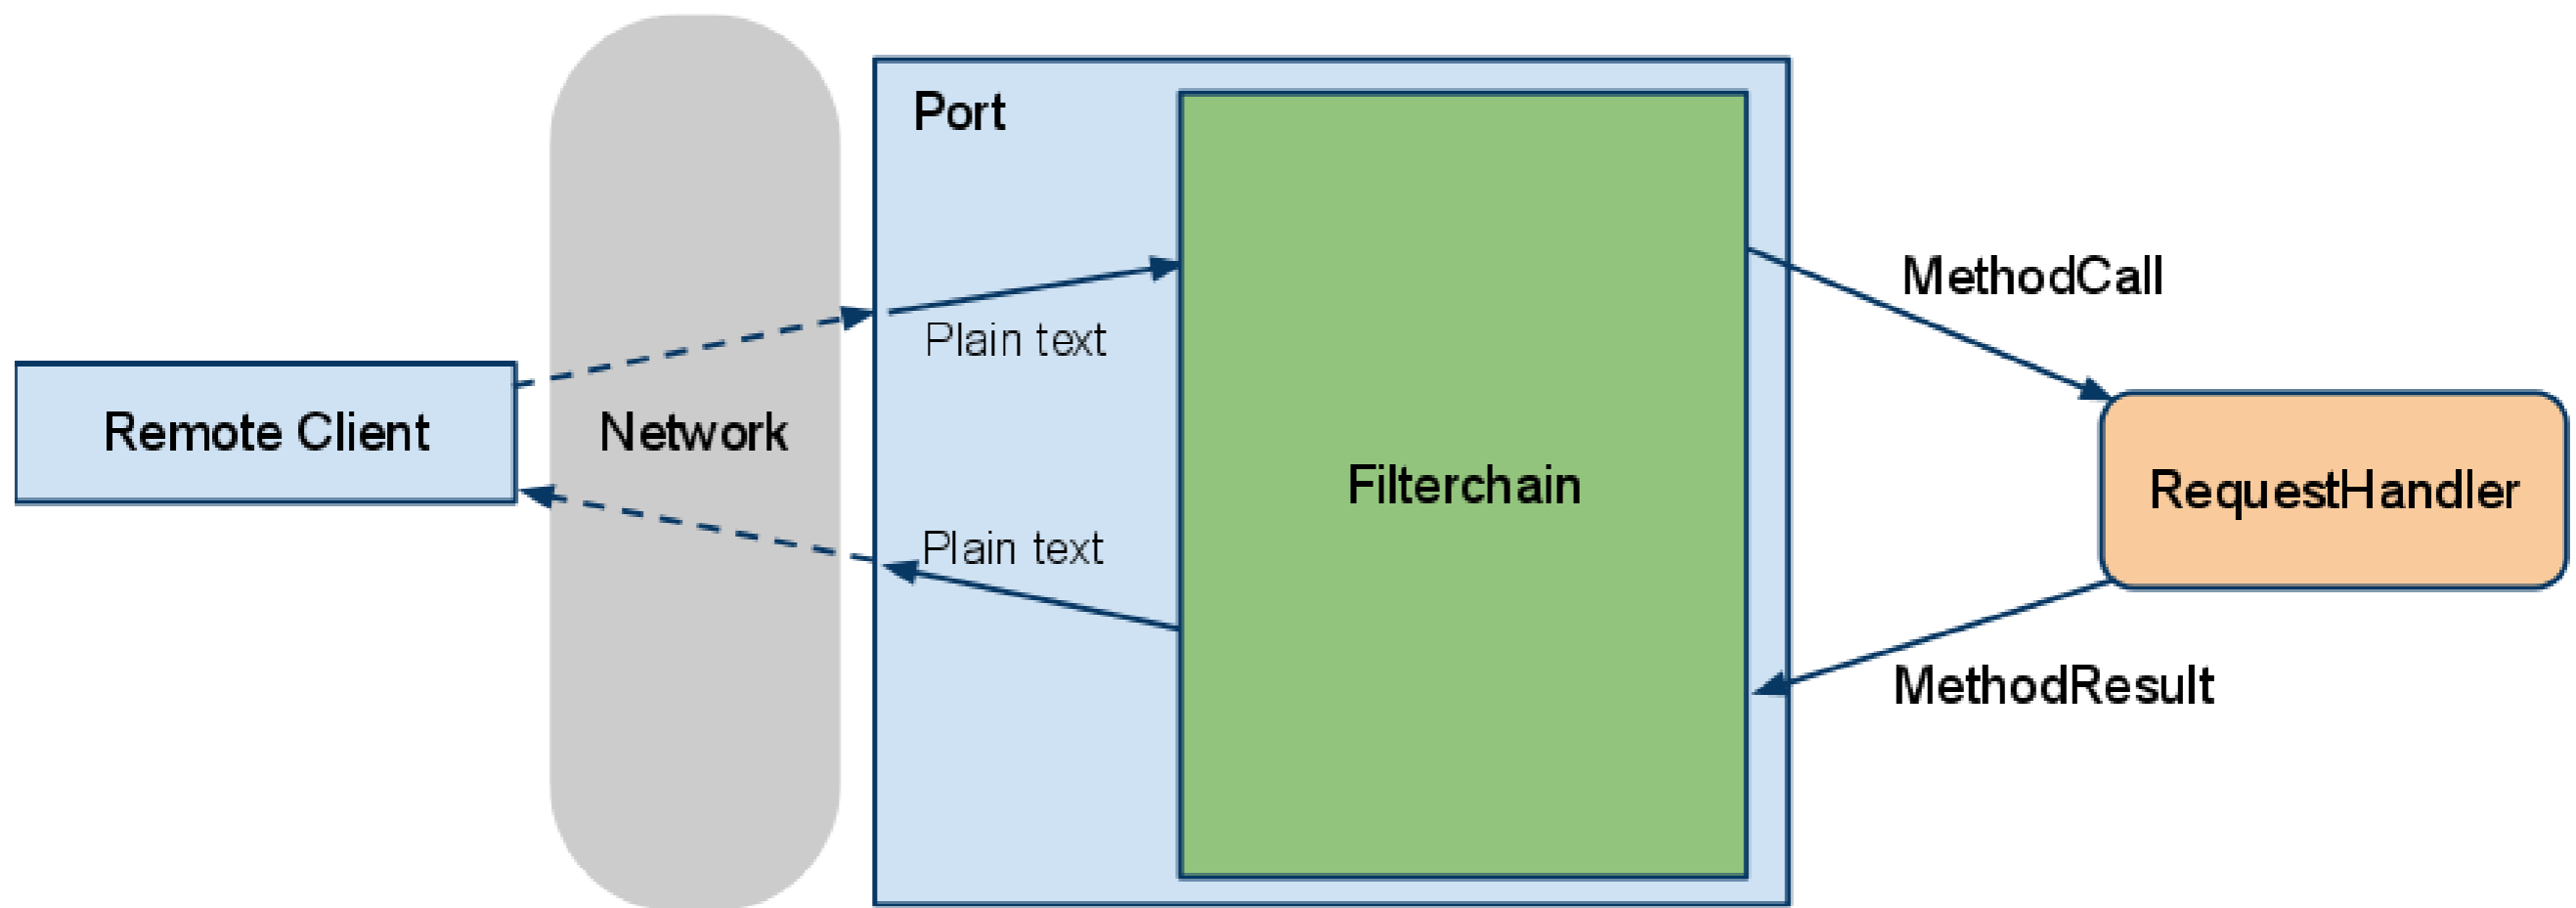 Port
MethodCall
Plain text
Remote Client
Network
Filterchain
RequestHandler
Plain text
MethodResult